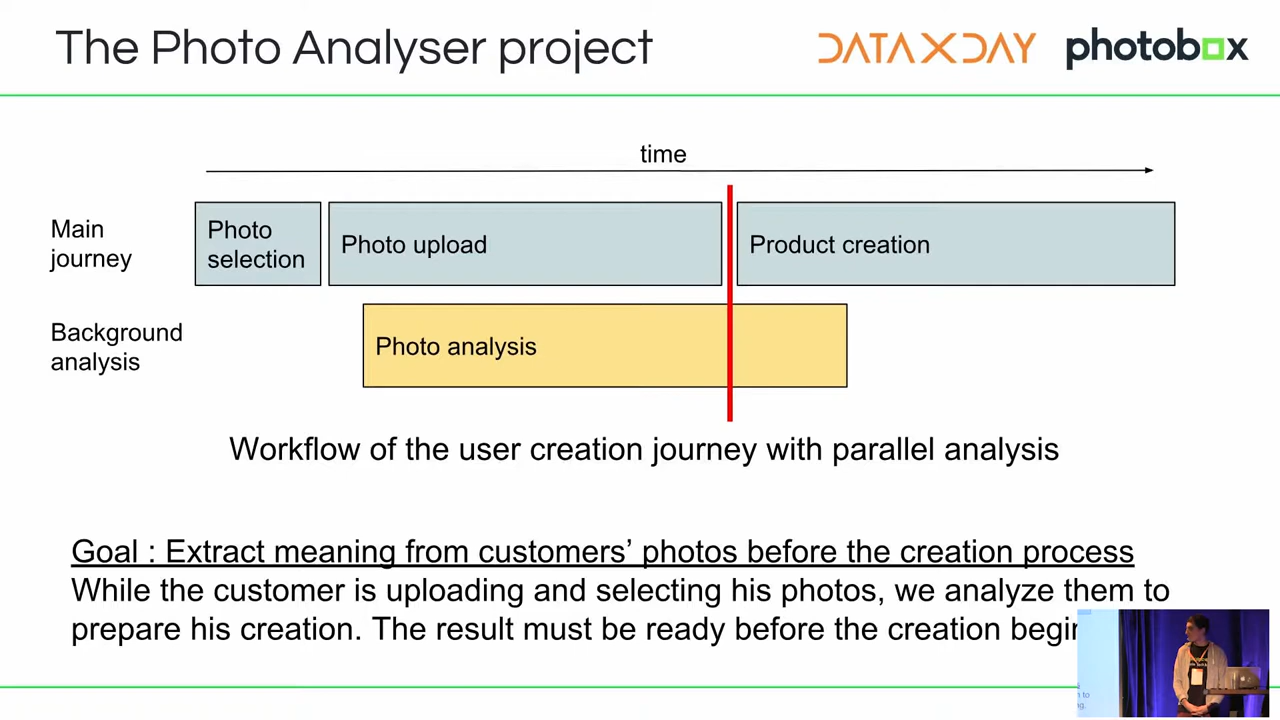 The Photo Analyser project
DATA X DAY
photobox
time
Main
journey
Photo
selection
Photo upload
Product creation
Background
analysis
Photo analysis
Workflow of the user creation journey with parallel analysis
Goal : Extract meaning from customers’ photos before the creation process
While the customer is uploading and selecting his photos, we analyze them to
prepare his creation. The result must be ready before the creation begin